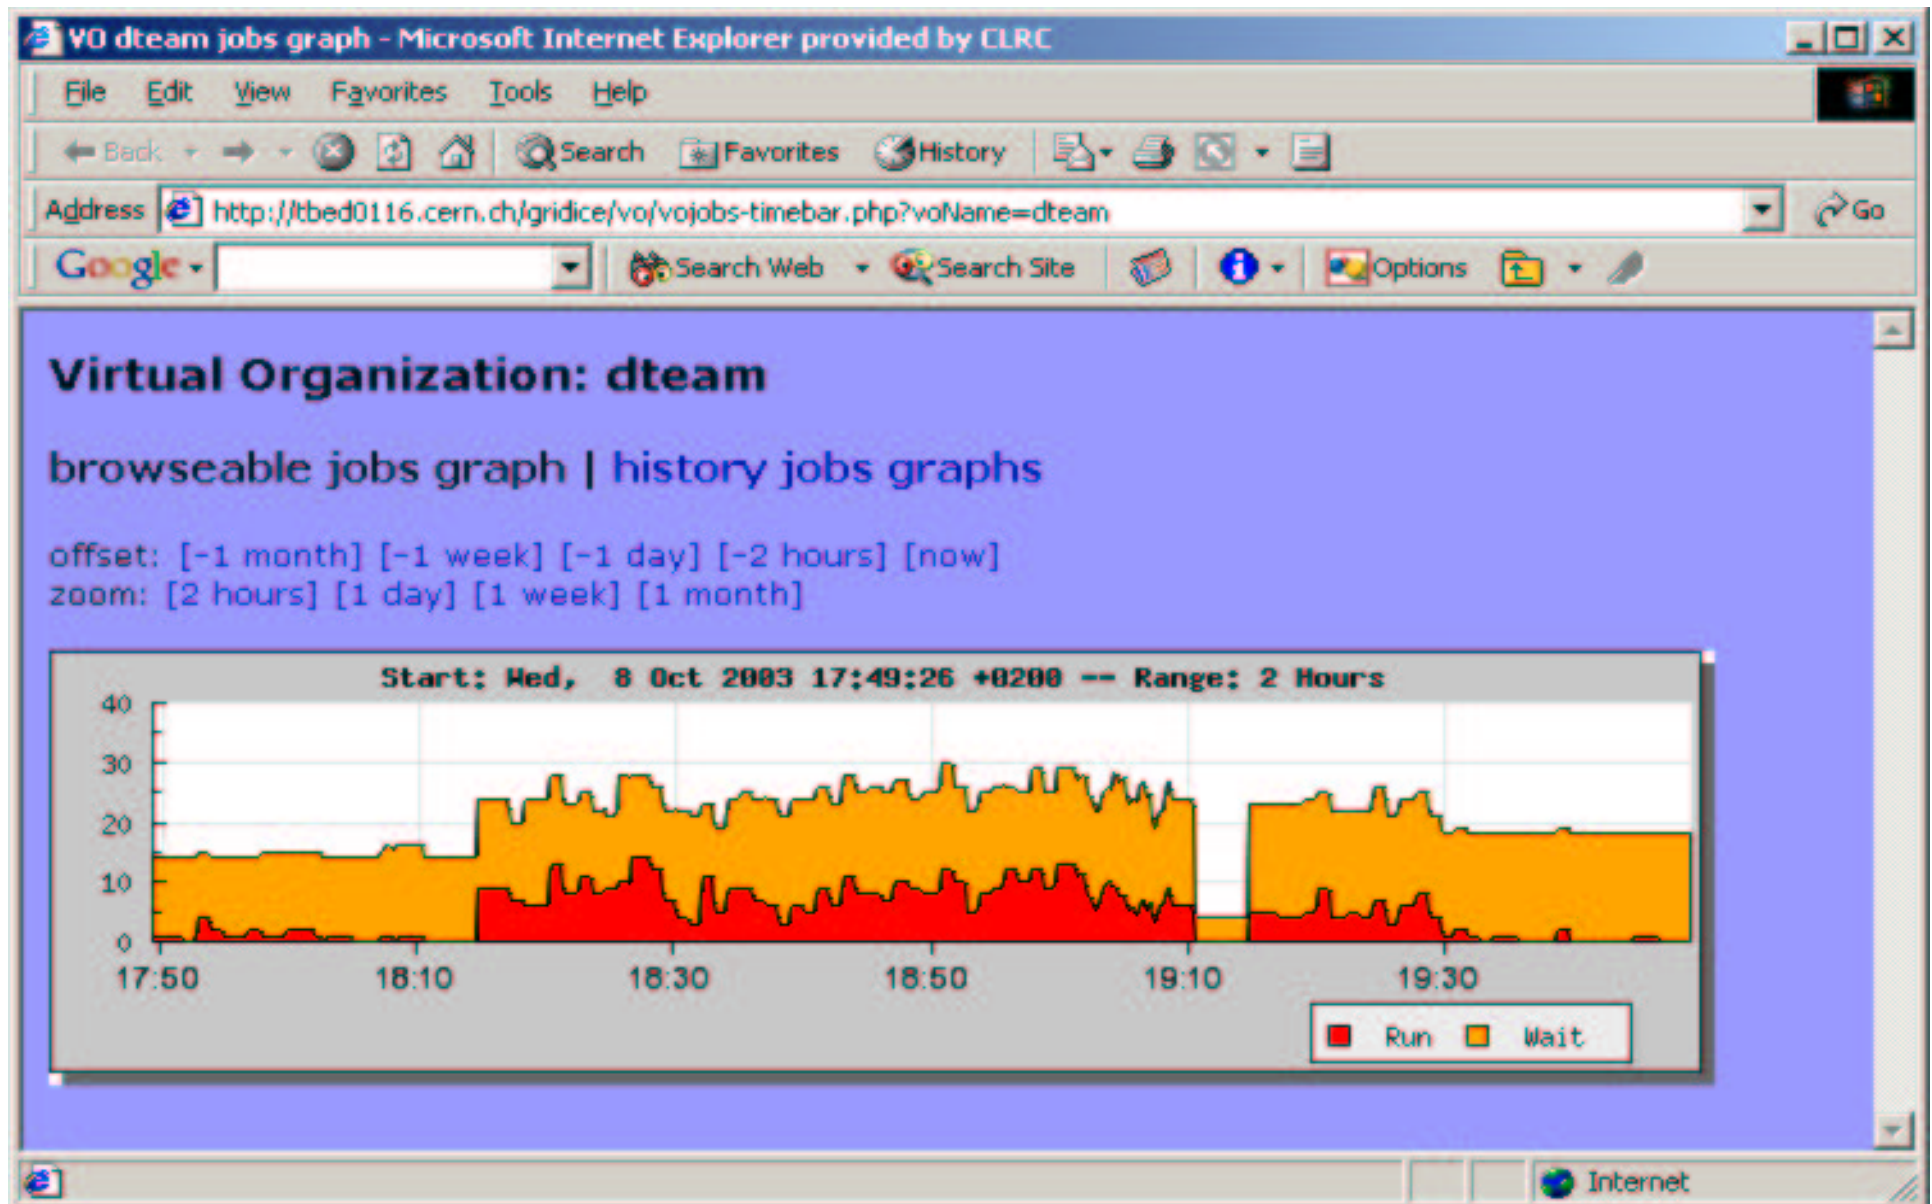 VO dteam jobs graph - Microsoft Internet Explorer provided by CLRC
File Edit View Favorites Tools Help
Back Search Favorites History
Address http://tbed0116.cern.ch/gridice/vo/vojobs-timebar.php?voName=dteam Go
Google Search Web Search Site Options
Virtual Organization: dteam
browseable jobs graph | history jobs graphs
offset: [-1 month] [-1 week] [-1 day] [-2 hours] [now]
zoom: [2 hours] [1 day] [1 week] [1 month]
Start: Wed, 8 Oct 2003 17:49:26 +0200 -- Range: 2 Hours
40
30
20
10
0
17:50 18:10 18:30 18:50 19:10 19:30
Run Wait
Internet